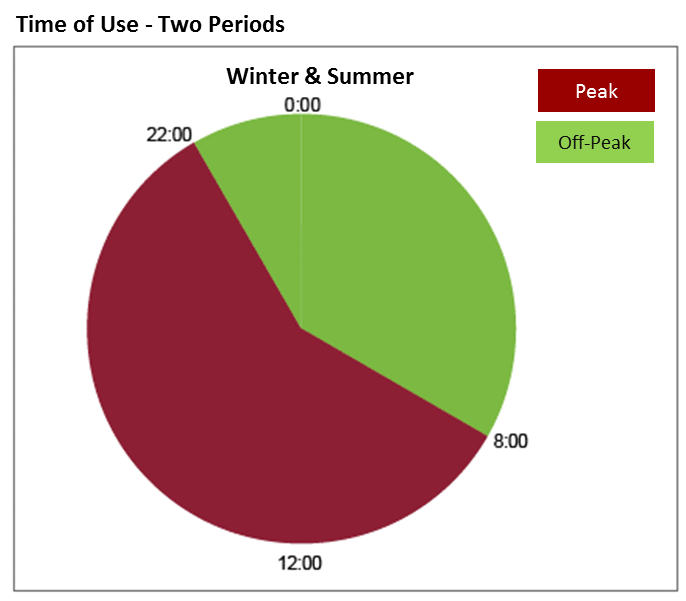 Time of Use - Two Periods
Winter & Summer
Peak
Off-Peak
0:00
22:00
8:00
12:00